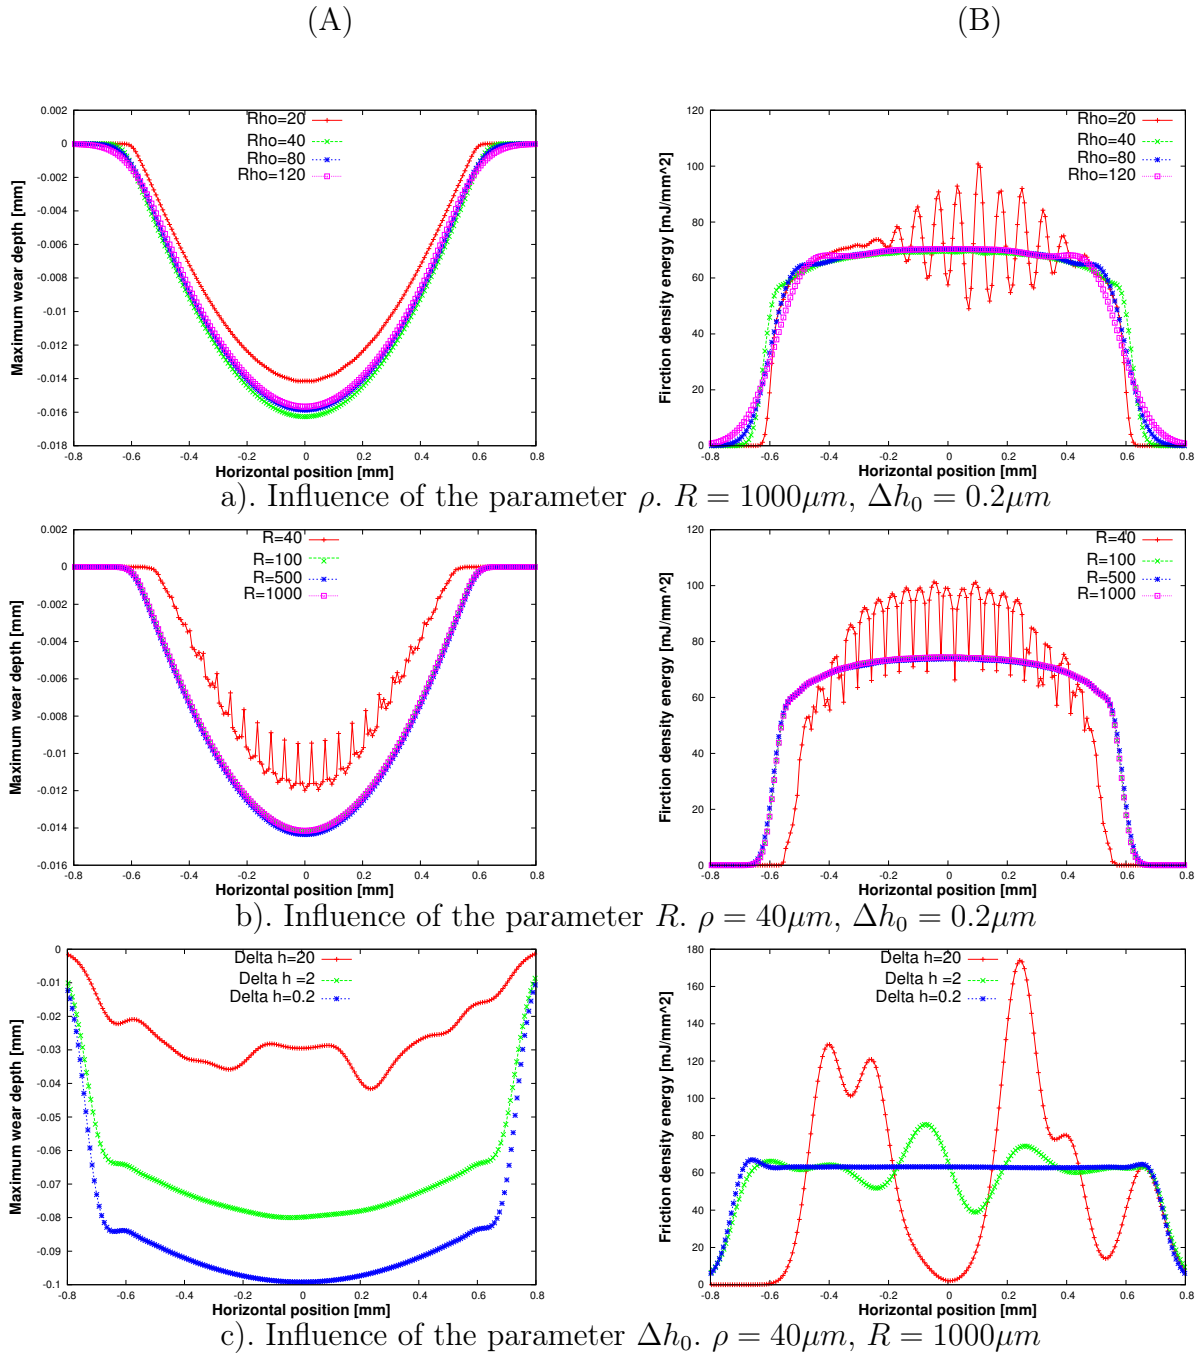 (A) (B)
0.002
0
-0.002
-0.004
-0.006
-0.008
-0.01
-0.012
-0.014
-0.016
-0.018
-0.8 -0.6 -0.4 -0.2 0 0.2 0.4 0.6 0.8
Maximum wear depth [mm]
Horizontal position [mm]
Rho=20
Rho=40
Rho=80
Rho=120
120
100
80
60
40
20
0
-0.8 -0.6 -0.4 -0.2 0 0.2 0.4 0.6 0.8
Firction density energy [mJ/mm^2]
Horizontal position [mm]
Rho=20
Rho=40
Rho=80
Rho=120
a). Influence of the parameter ρ. R = 1000μm, Δh₀ = 0.2μm
0.002
0
-0.002
-0.004
-0.006
-0.008
-0.01
-0.012
-0.014
-0.016
-0.8 -0.6 -0.4 -0.2 0 0.2 0.4 0.6 0.8
Maximum wear depth [mm]
Horizontal position [mm]
R=40
R=100
R=500
R=1000
120
100
80
60
40
20
0
-0.8 -0.6 -0.4 -0.2 0 0.2 0.4 0.6 0.8
Firction density energy [mJ/mm^2]
Horizontal position [mm]
R=40
R=100
R=500
R=1000
b). Influence of the parameter R. ρ = 40μm, Δh₀ = 0.2μm
0
-0.01
-0.02
-0.03
-0.04
-0.05
-0.06
-0.07
-0.08
-0.09
-0.1
-0.8 -0.6 -0.4 -0.2 0 0.2 0.4 0.6 0.8
Maximum wear depth [mm]
Horizontal position [mm]
Delta h=20
Delta h =2
Delta h=0.2
180
160
140
120
100
80
60
40
20
0
-0.8 -0.6 -0.4 -0.2 0 0.2 0.4 0.6 0.8
Friction density energy [mJ/mm^2]
Horizontal position [mm]
Delta h=20
Delta h =2
Delta h=0.2
c). Influence of the parameter Δh₀. ρ = 40μm, R = 1000μm